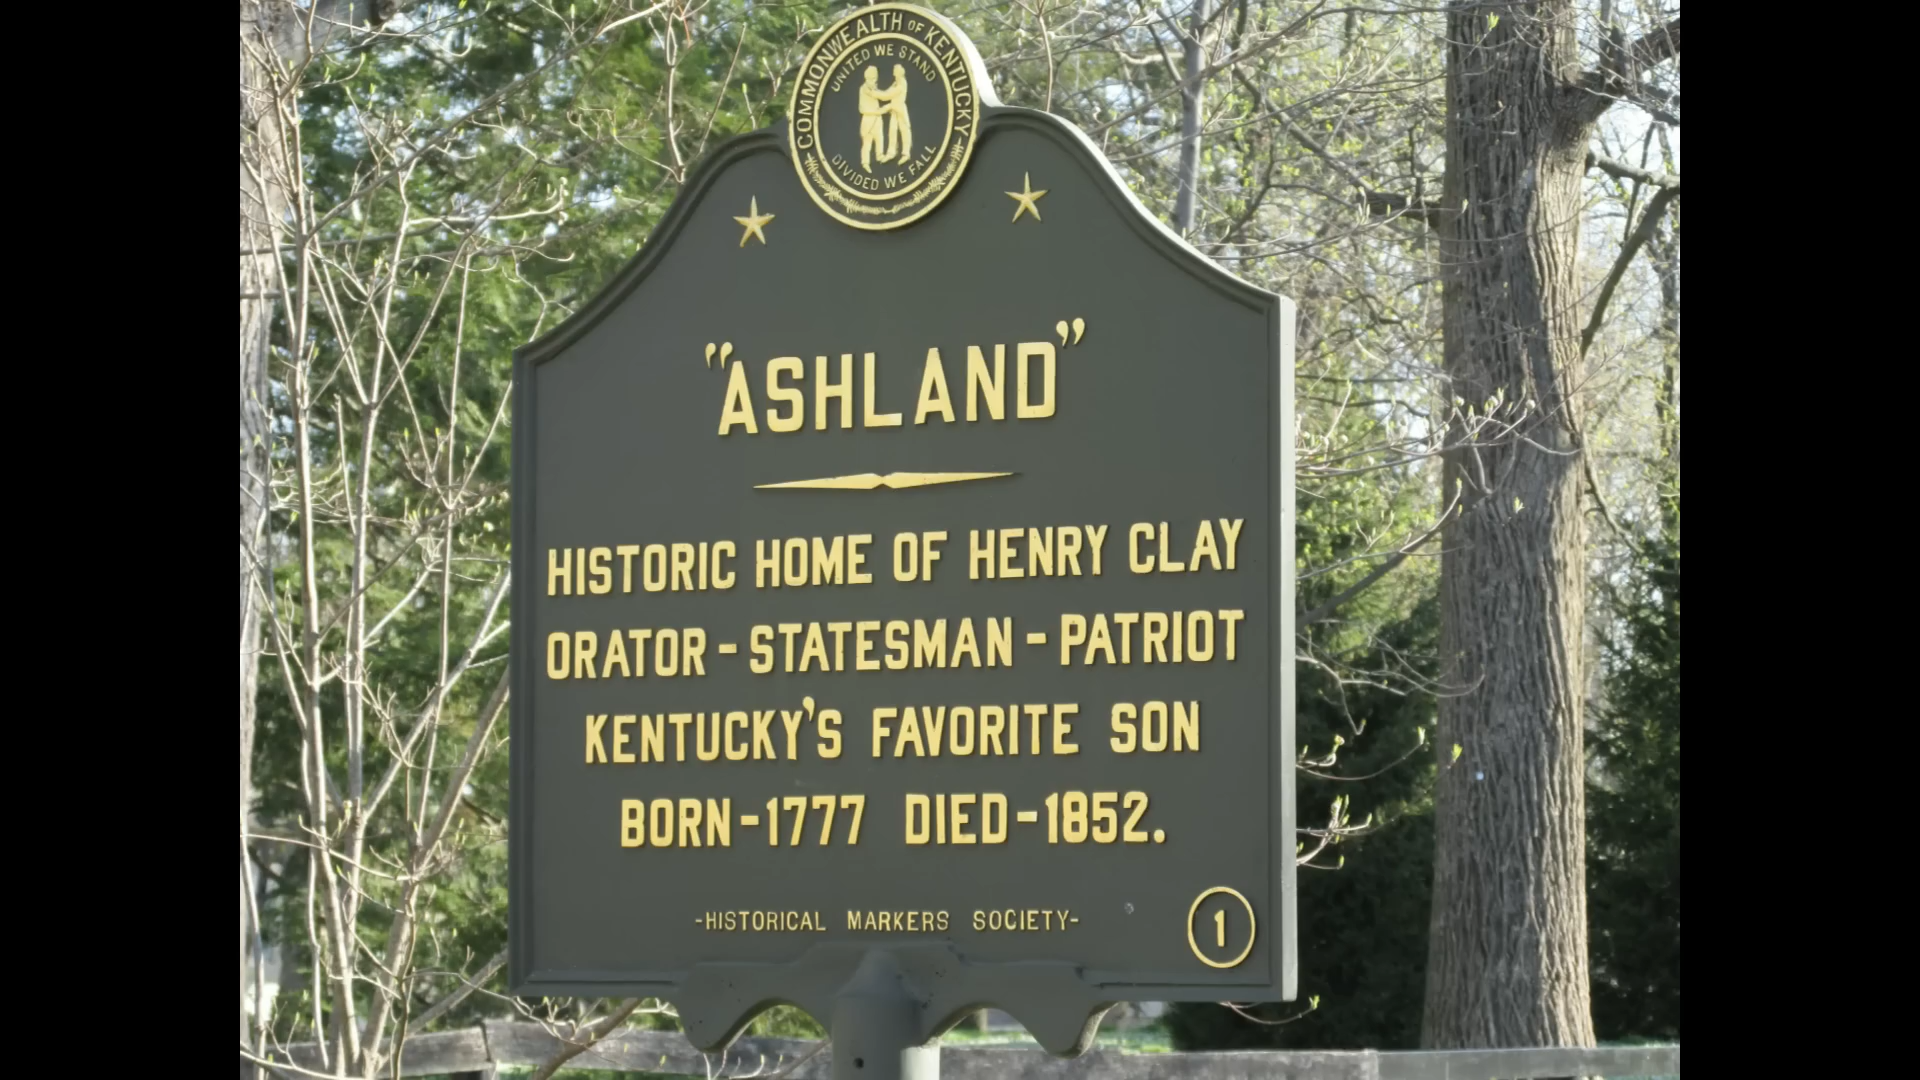 COMMONWEALTH OF KENTUCKY
UNITED WE STAND
DIVIDED WE FALL
"ASHLAND"
HISTORIC HOME OF HENRY CLAY
ORATOR - STATESMAN - PATRIOT
KENTUCKY'S FAVORITE SON
BORN - 1777 DIED - 1852.
-HISTORICAL MARKERS SOCIETY-
1